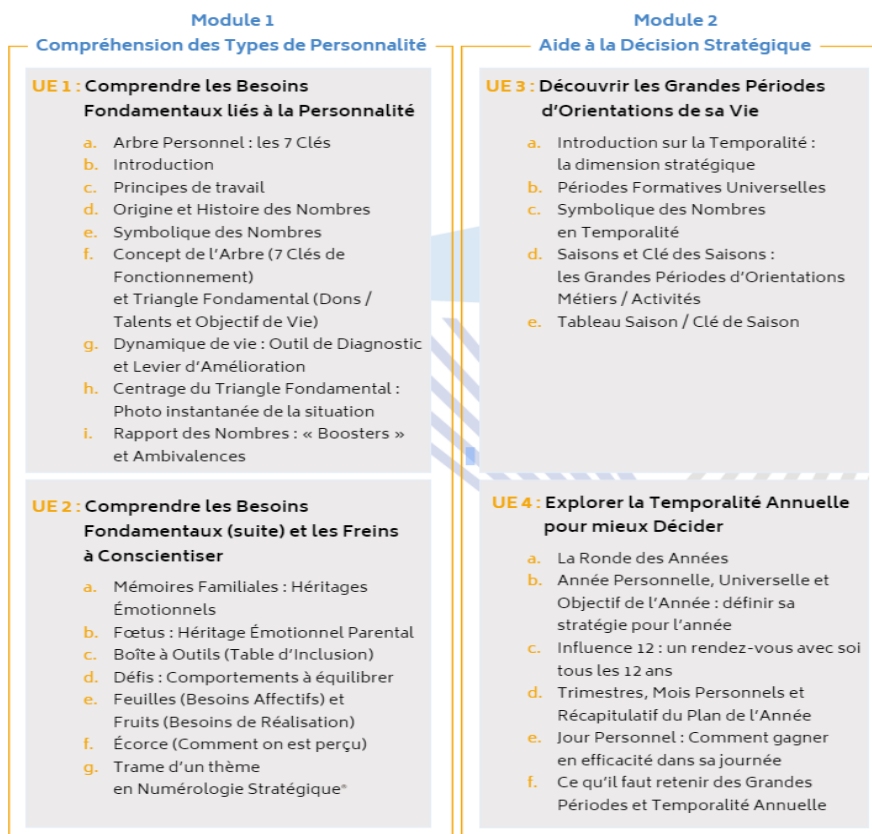 Module 1
Compréhension des Types de Personnalité
UE 1 : Comprendre les Besoins
Fondamentaux liés à la Personnalité
a. Arbre Personnel : les 7 Clés
b. Introduction
c. Principes de travail
d. Origine et Histoire des Nombres
e. Symbolique des Nombres
f. Concept de l'Arbre (7 Clés de
Fonctionnement)
et Triangle Fondamental (Dons /
Talents et Objectif de Vie)
g. Dynamique de vie : Outil de Diagnostic
et Levier d'Amélioration
h. Centrage du Triangle Fondamental :
Photo instantanée de la situation
i. Rapport des Nombres : « Boosters »
et Ambivalences
UE 2 : Comprendre les Besoins
Fondamentaux (suite) et les Freins
à Conscientiser
a. Mémoires Familiales : Héritages
Émotionnels
b. Fœtus : Héritage Émotionnel Parental
c. Boîte à Outils (Table d'Inclusion)
d. Défis : Comportements à équilibrer
e. Feuilles (Besoins Affectifs) et
Fruits (Besoins de Réalisation)
f. Écorce (Comment on est perçu)
g. Trame d'un thème
en Numérologie Stratégique®
Module 2
Aide à la Décision Stratégique
UE 3 : Découvrir les Grandes Périodes
d'Orientations de sa Vie
a. Introduction sur la Temporalité :
la dimension stratégique
b. Périodes Formatives Universelles
c. Symbolique des Nombres
en Temporalité
d. Saisons et Clé des Saisons :
les Grandes Périodes d'Orientations
Métiers / Activités
e. Tableau Saison / Clé de Saison
UE 4 : Explorer la Temporalité Annuelle
pour mieux Décider
a. La Ronde des Années
b. Année Personnelle, Universelle et
Objectif de l'Année : définir sa
stratégie pour l'année
c. Influence 12 : un rendez-vous avec soi
tous les 12 ans
d. Trimestres, Mois Personnels et
Récapitulatif du Plan de l'Année
e. Jour Personnel : Comment gagner
en efficacité dans sa journée
f. Ce qu'il faut retenir des Grandes
Périodes et Temporalité Annuelle